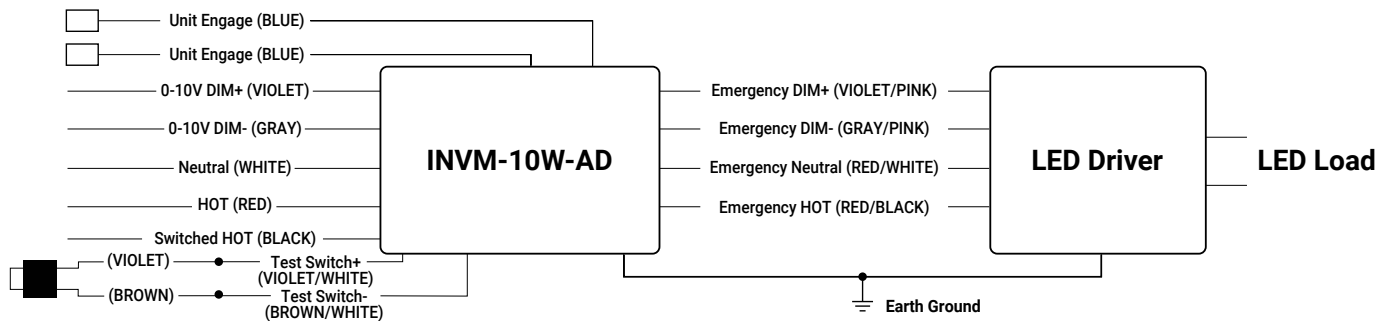 Unit Engage (BLUE)
Unit Engage (BLUE)
0-10V DIM+ (VIOLET)
0-10V DIM- (GRAY)
Neutral (WHITE)
HOT (RED)
Switched HOT (BLACK)
(VIOLET)
Test Switch+
(VIOLET/WHITE)
(BROWN)
Test Switch-
(BROWN/WHITE)
INVM-10W-AD
Emergency DIM+ (VIOLET/PINK)
Emergency DIM- (GRAY/PINK)
Emergency Neutral (RED/WHITE)
Emergency HOT (RED/BLACK)
LED Driver
LED Load
Earth Ground